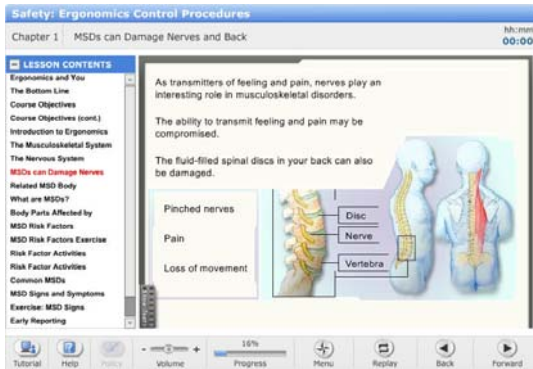 Safety: Ergonomics Control Procedures
Chapter 1 MSDs can Damage Nerves and Back
hh:mm
00:00
LESSON CONTENTS
Ergonomics and You
The Bottom Line
Course Objectives
Course Objectives (cont.)
Introduction to Ergonomics
The Musculoskeletal System
The Nervous System
MSDs can Damage Nerves
Related MSD Body
What are MSDs?
Body Parts Affected by
MSD Risk Factors
MSD Risk Factors Exercise
Risk Factor Activities
Risk Factor Activities
Common MSDs
MSD Signs and Symptoms
Exercise: MSD Signs
Early Reporting
As transmitters of feeling and pain, nerves play an
interesting role in musculoskeletal disorders.
The ability to transmit feeling and pain may be
compromised.
The fluid-filled spinal discs in your back can also
be damaged.
Pinched nerves
Pain
Loss of movement
Disc
Nerve
Vertebra
Tutorial
Help
Policy
- +
Volume
16%
Progress
Menu
Replay
Back
Forward